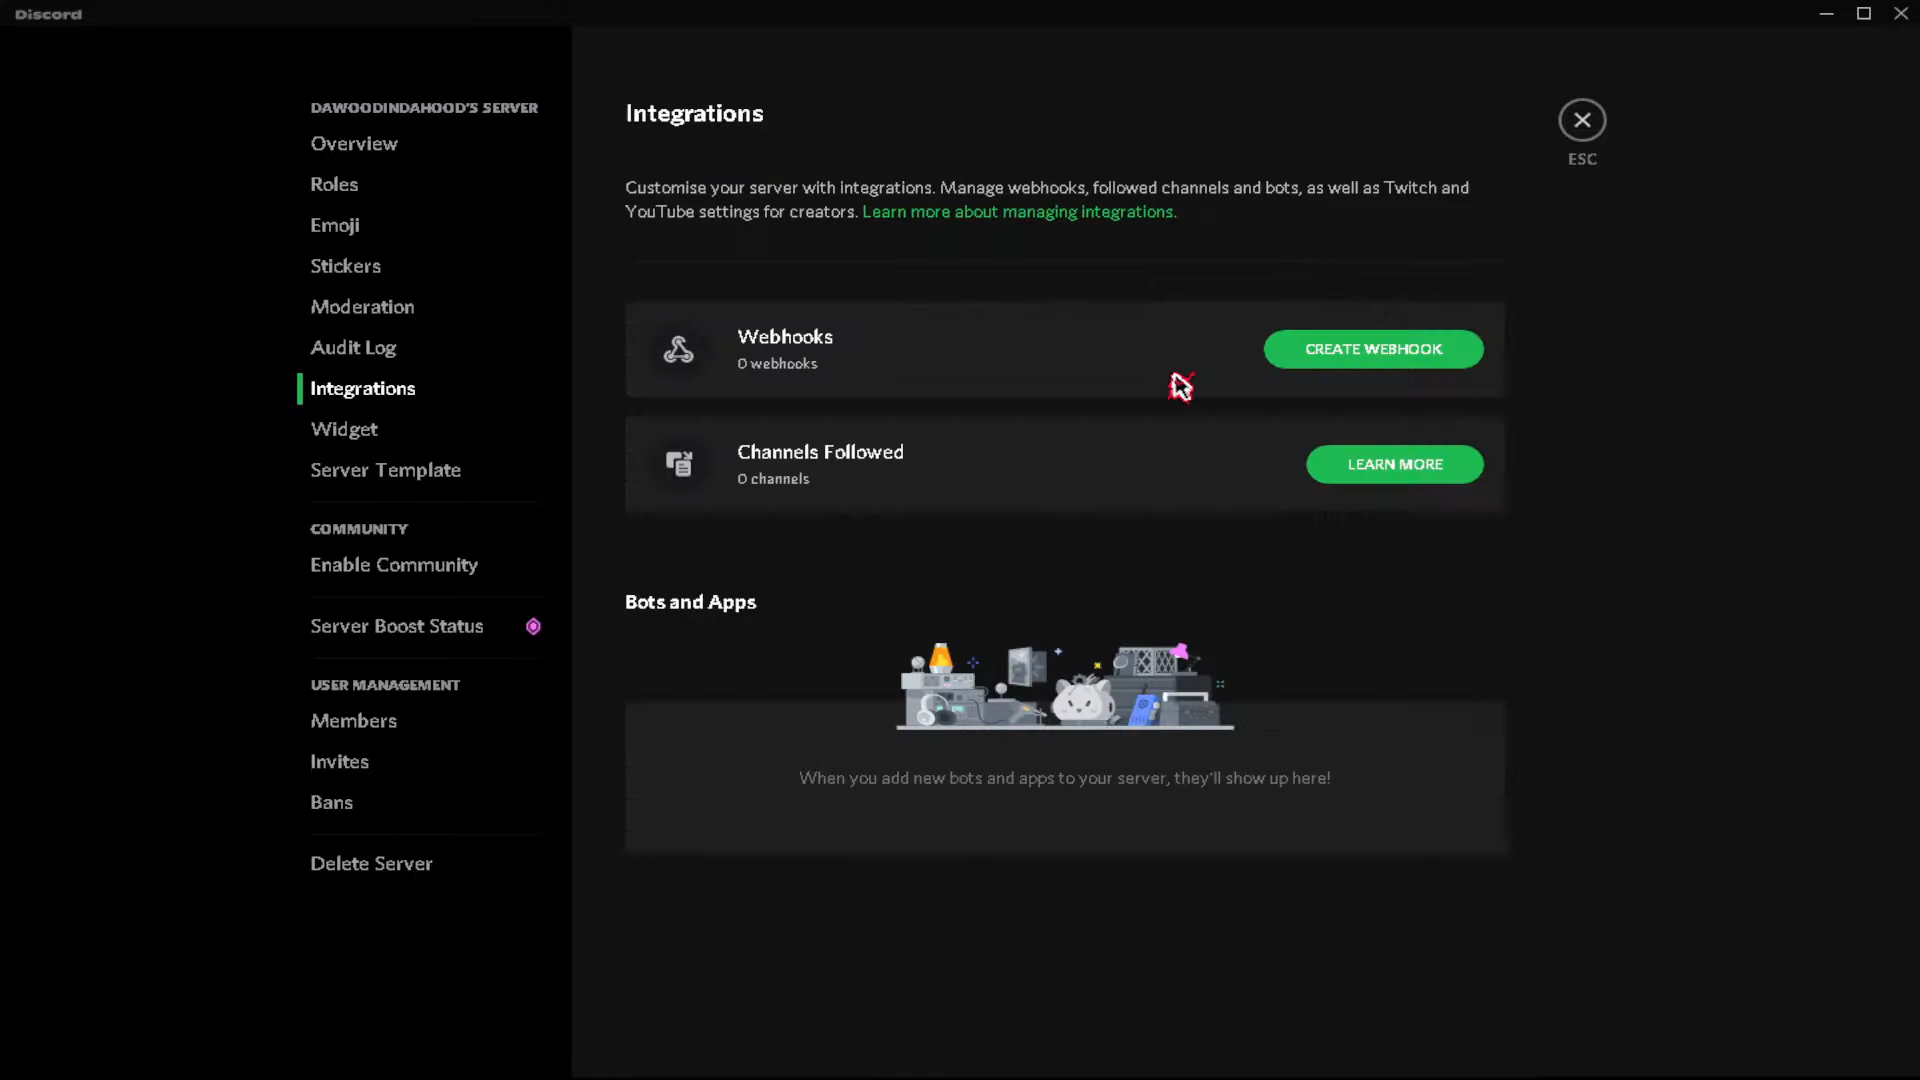 Discord
DAWOODINDAHOOD'S SERVER
Overview
Roles
Emoji
Stickers
Moderation
Audit Log
Integrations
Widget
Server Template
COMMUNITY
Enable Community
Server Boost Status
USER MANAGEMENT
Members
Invites
Bans
Delete Server
Integrations
ESC
Customise your server with integrations. Manage webhooks, followed channels and bots, as well as Twitch and
YouTube settings for creators. Learn more about managing integrations.
Webhooks
0 webhooks
CREATE WEBHOOK
Channels Followed
0 channels
LEARN MORE
Bots and Apps
When you add new bots and apps to your server, they'll show up here!